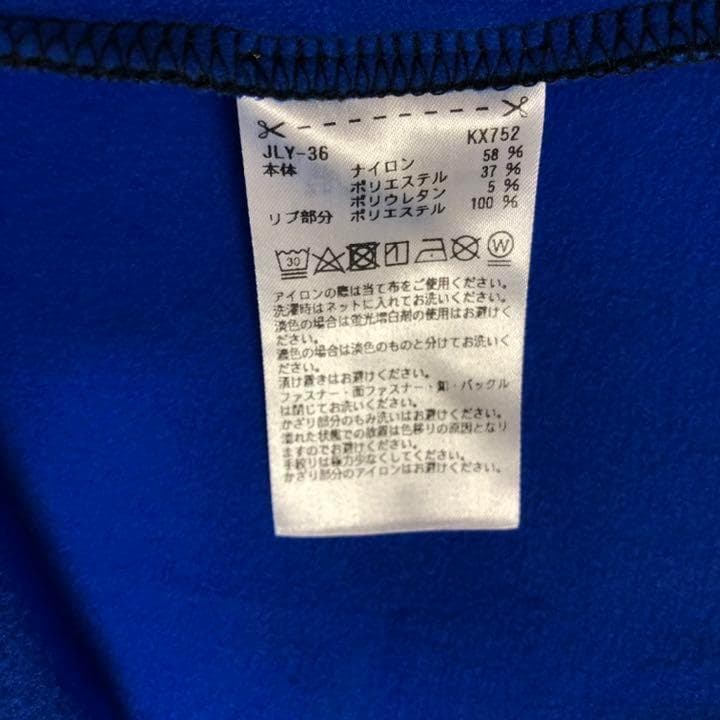 KX752
JLY-36
本体 ナイロン 58 %
ポリエステル 37 %
ポリウレタン 5 %
リブ部分 ポリエステル 100 %
30 W
アイロンの際は当て布をご使用ください。
洗濯時はネットに入れてお洗いください。
淡色の場合は蛍光増白剤の使用はお避けく
ださい。
濃色の場合は淡色のものと分けてお洗いく
ださい。
漬け置きはお避けください。
ファスナー・面ファスナー・釦・バックル
は閉じてお洗いください。
かざり部分のもみ洗いはお避けください。
濡れた状態での放置は色移りの原因となり
ますのでお避けください。
手絞りは極力少なくしてください。
かざり部分のアイロンはお避けください。